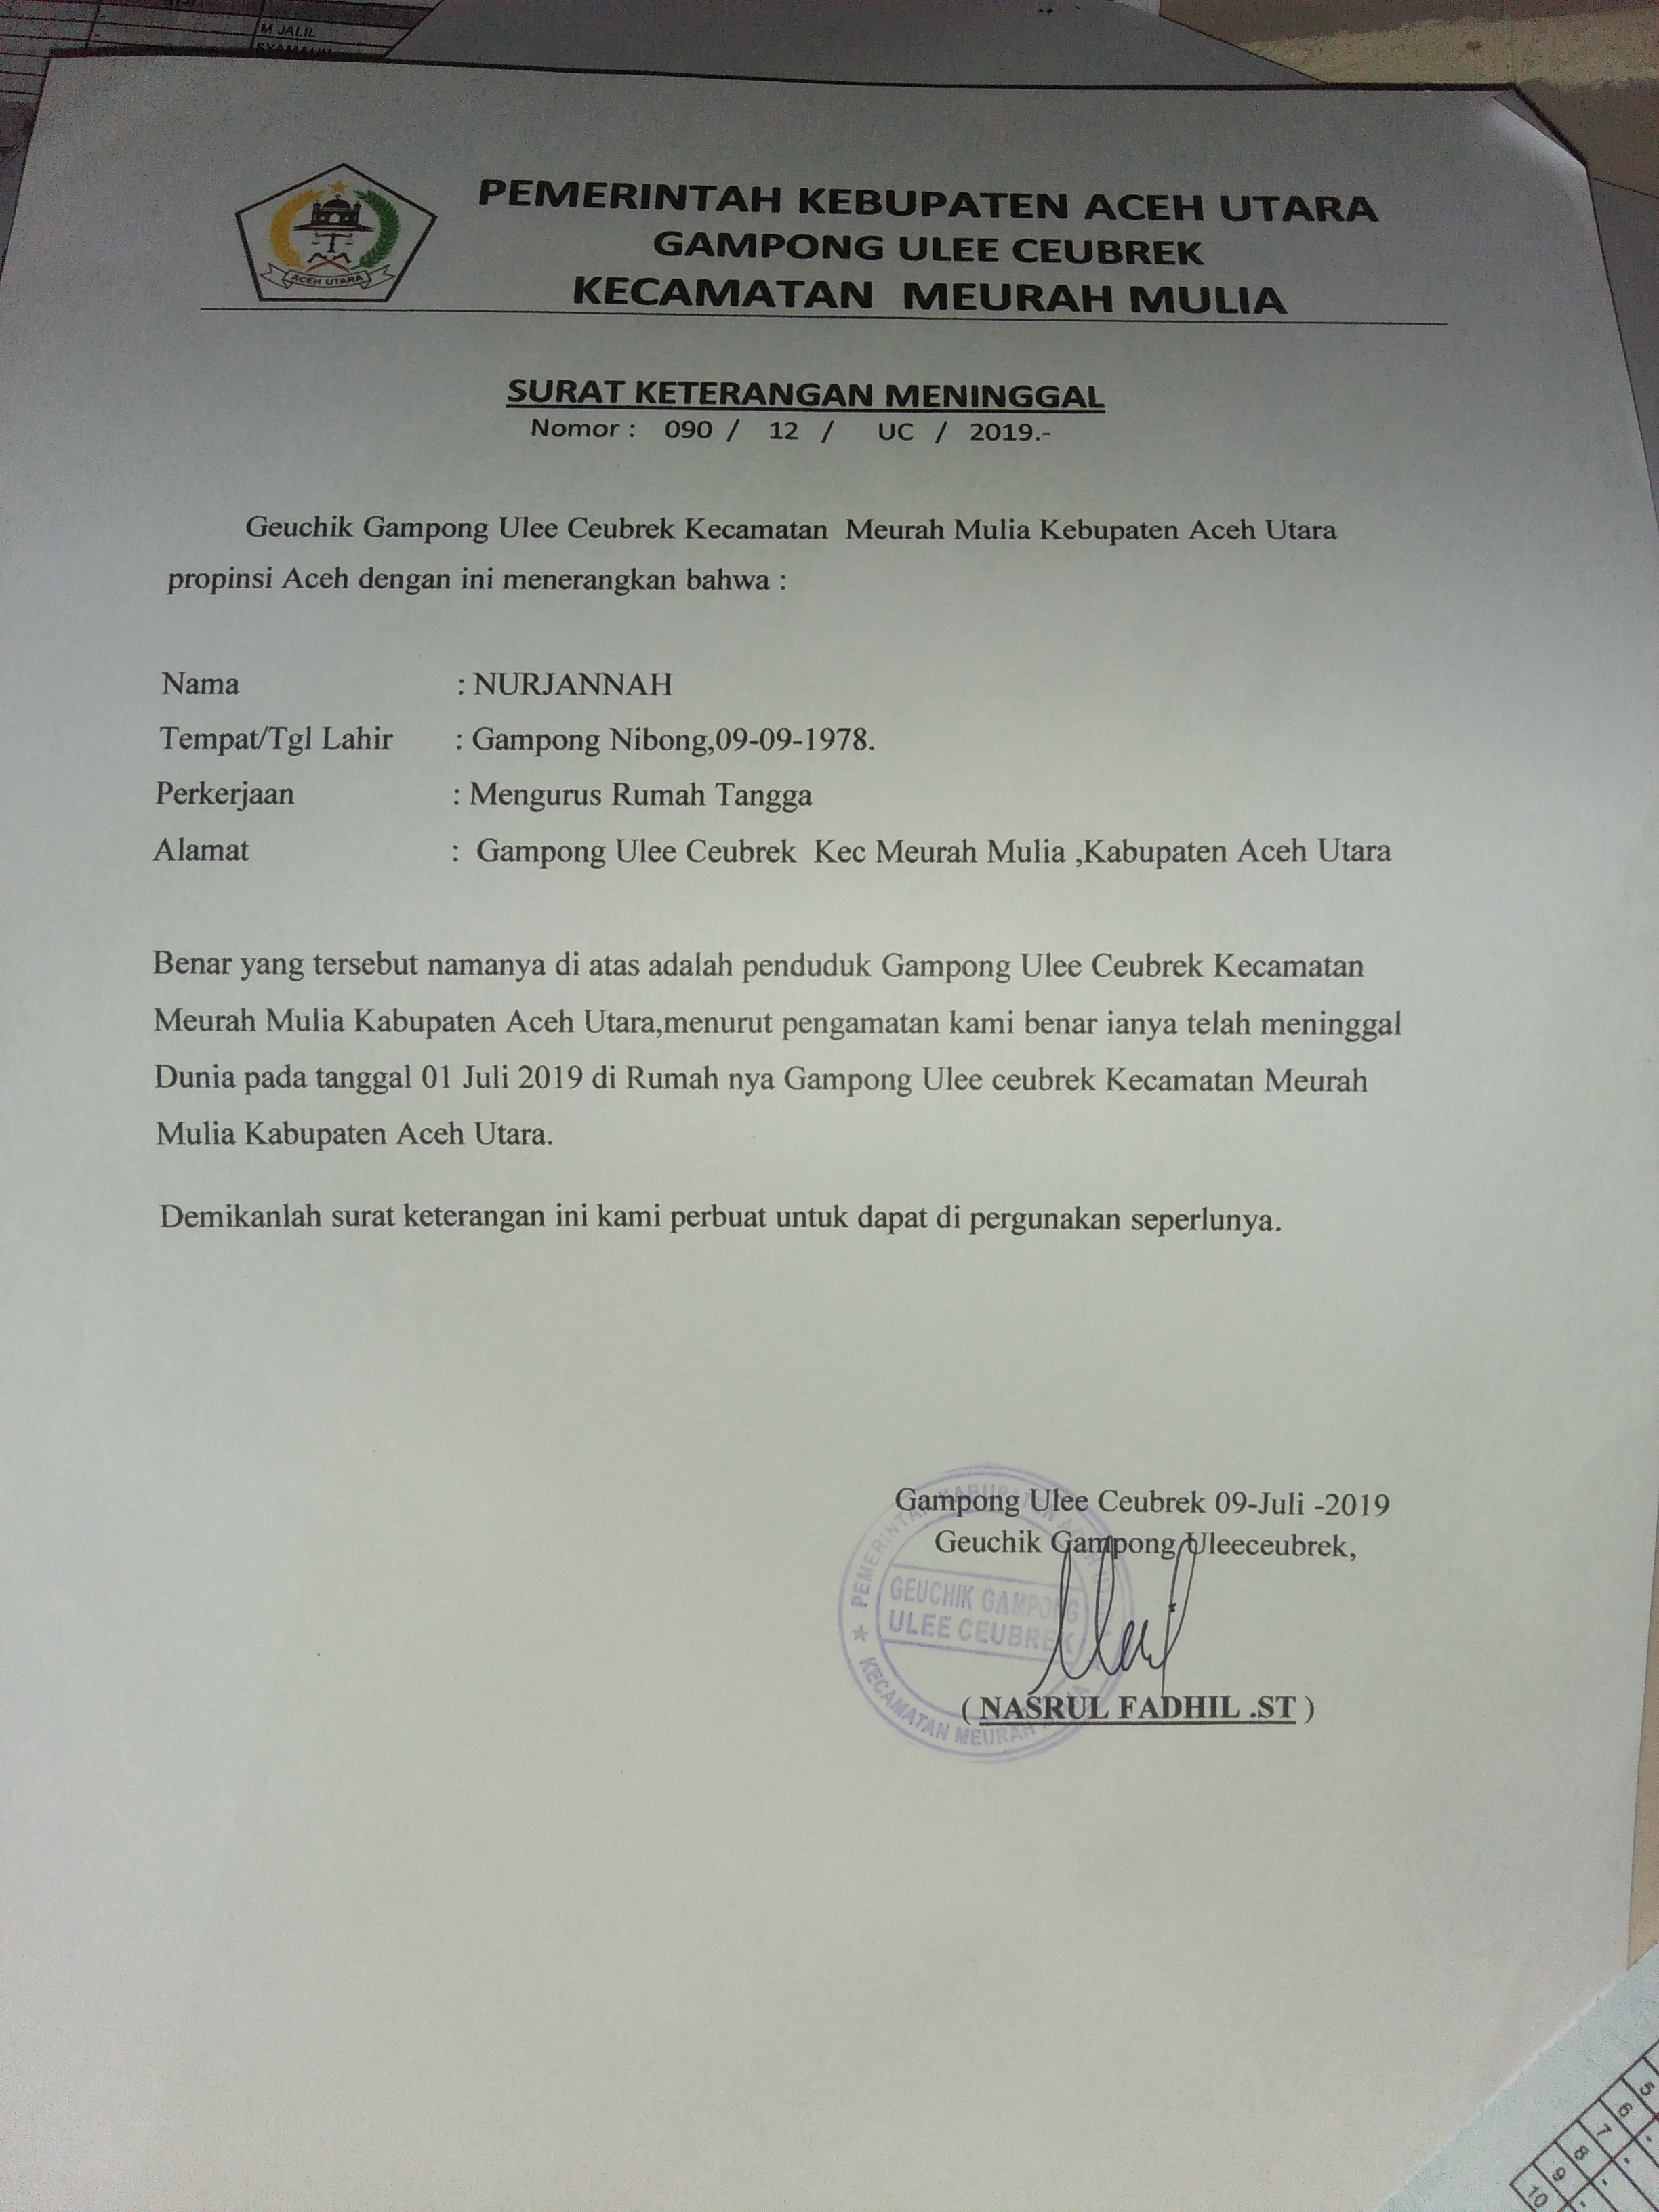 M JALIL
ACEH UTARA
PEMERINTAH KEBUPATEN ACEH UTARA
GAMPONG ULEE CEUBREK
KECAMATAN MEURAH MULIA
SURAT KETERANGAN MENINGGAL
Nomor : 090 / 12 / UC / 2019.-
Geuchik Gampong Ulee Ceubrek Kecamatan Meurah Mulia Kebupaten Aceh Utara
propinsi Aceh dengan ini menerangkan bahwa :
Nama : NURJANNAH
Tempat/Tgl Lahir : Gampong Nibong,09-09-1978.
Perkerjaan : Mengurus Rumah Tangga
Alamat : Gampong Ulee Ceubrek Kec Meurah Mulia ,Kabupaten Aceh Utara
Benar yang tersebut namanya di atas adalah penduduk Gampong Ulee Ceubrek Kecamatan
Meurah Mulia Kabupaten Aceh Utara,menurut pengamatan kami benar ianya telah meninggal
Dunia pada tanggal 01 Juli 2019 di Rumah nya Gampong Ulee ceubrek Kecamatan Meurah
Mulia Kabupaten Aceh Utara.
Demikanlah surat keterangan ini kami perbuat untuk dapat di pergunakan seperlunya.
Gampong Ulee Ceubrek 09-Juli -2019
Geuchik Gampong Uleeceubrek,
PEMERINTAH KABUPATEN ACEH
GEUCHIK GAMPONG
ULEE CEUBREK
KECAMATAN MEURAH
( NASRUL FADHIL .ST )
5
6
7
8
9
10